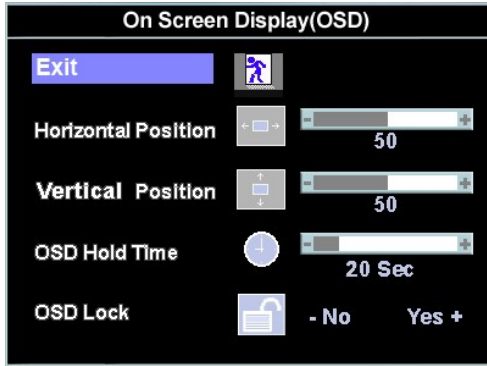 On Screen Display(OSD)
Exit
Horizontal Position - +
50
Vertical Position - +
50
OSD Hold Time - +
20 Sec
OSD Lock - No Yes +